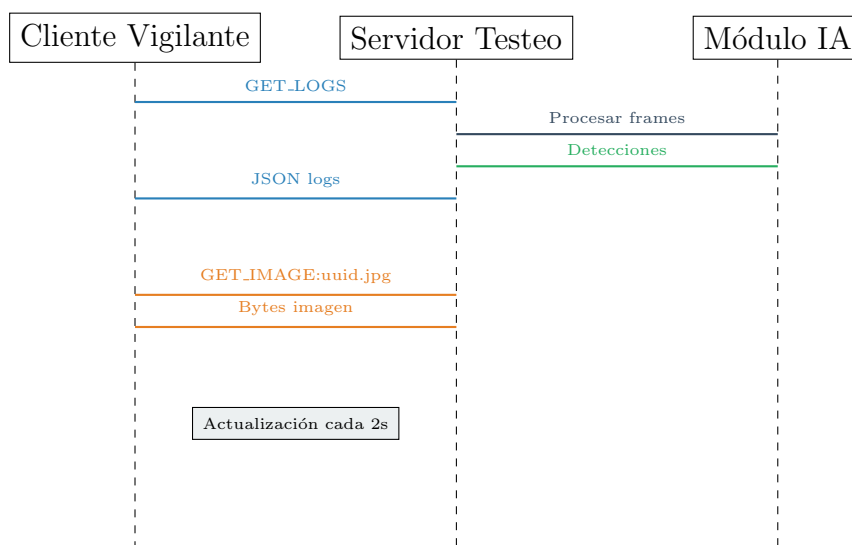 Cliente Vigilante
Servidor Testeo
Módulo IA
GET_LOGS
Procesar frames
Detecciones
JSON logs
GET_IMAGE:uuid.jpg
Bytes imagen
Actualización cada 2s